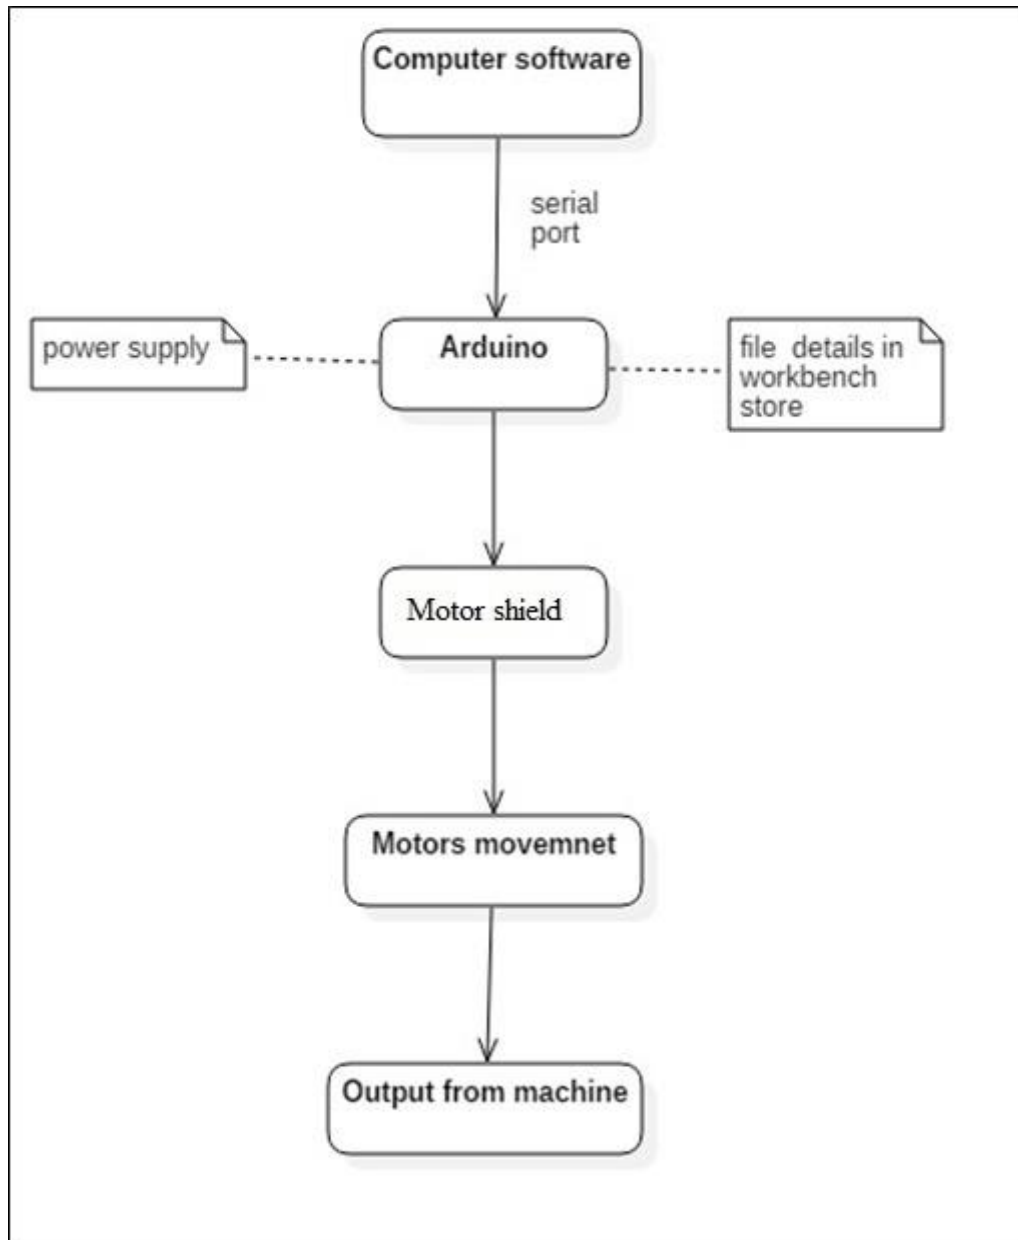 Computer software
serial
port
power supply
Arduino
file details in
workbench
store
Motor shield
Motors movemnet
Output from machine